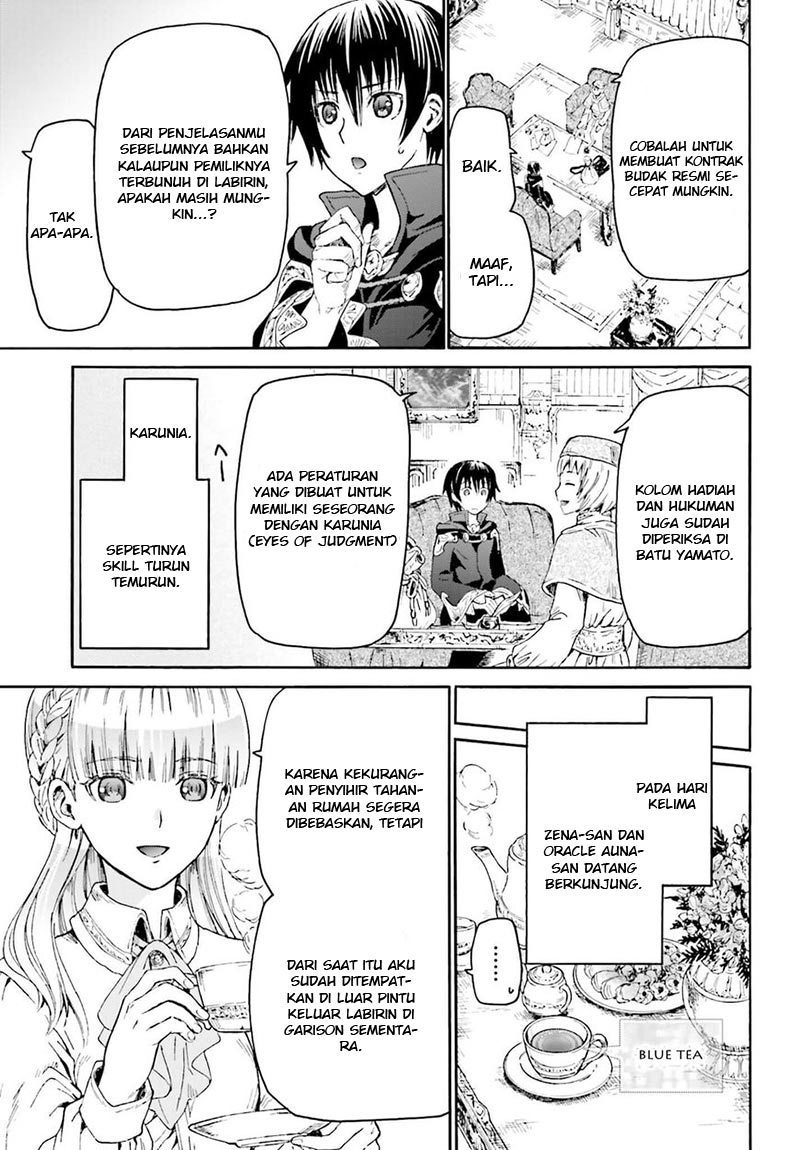 COBALAH UNTUK
MEMBUAT KONTRAK
BUDAK RESMI SE-
CEPAT MUNGKIN.
BAIK.
MAAF,
TAPI...
DARI PENJELASANMU
SEBELUMNYA BAHKAN
KALAUPUN PEMILIKNYA
TERBUNUH DI LABIRIN,
APAKAH MASIH MUNG-
KIN...?
TAK
APA-APA.
KOLOM HADIAH
DAN HUKUMAN
JUGA SUDAH
DIPERIKSA DI
BATU YAMATO.
ADA PERATURAN
YANG DIBUAT UNTUK
MEMILIKI SESEORANG
DENGAN KARUNIA
(EYES OF JUDGMENT)
KARUNIA.
SEPERTINYA
SKILL TURUN
TEMURUN.
PADA HARI
KELIMA
ZENA-SAN DAN
ORACLE AUNA-
SAN DATANG
BERKUNJUNG.
......
BLUE TEA
KARENA KEKURANG-
AN PENYIHIR TAHAN-
AN RUMAH SEGERA
DIBEBASKAN, TETAPI
DARI SAAT ITU AKU
SUDAH DITEMPAT-
KAN DI LUAR PINTU
KELUAR LABIRIN DI
GARISON SEMENTA-
RA.